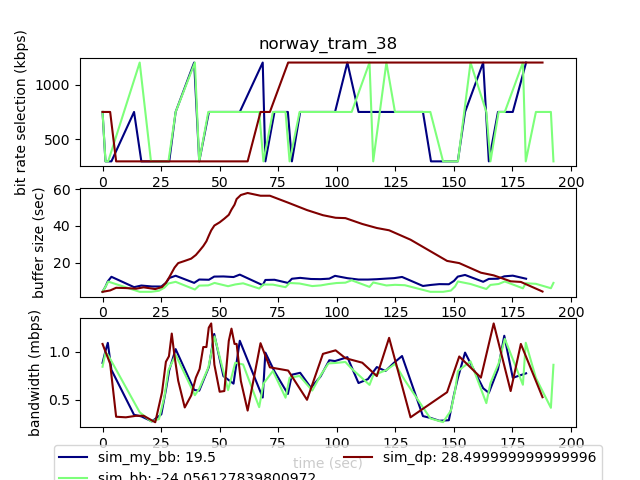 norway_tram_38
bit rate selection (kbps)
1000
500
0 25 50 75 100 125 150 175 200
buffer size (sec)
60
40
20
0 25 50 75 100 125 150 175 200
bandwidth (mbps)
1.0
0.5
0 25 50 75 100 125 150 175 200
time (sec)
sim_my_bb: 19.5
sim_dp: 28.499999999999996
sim_bb: -24.056127839800972